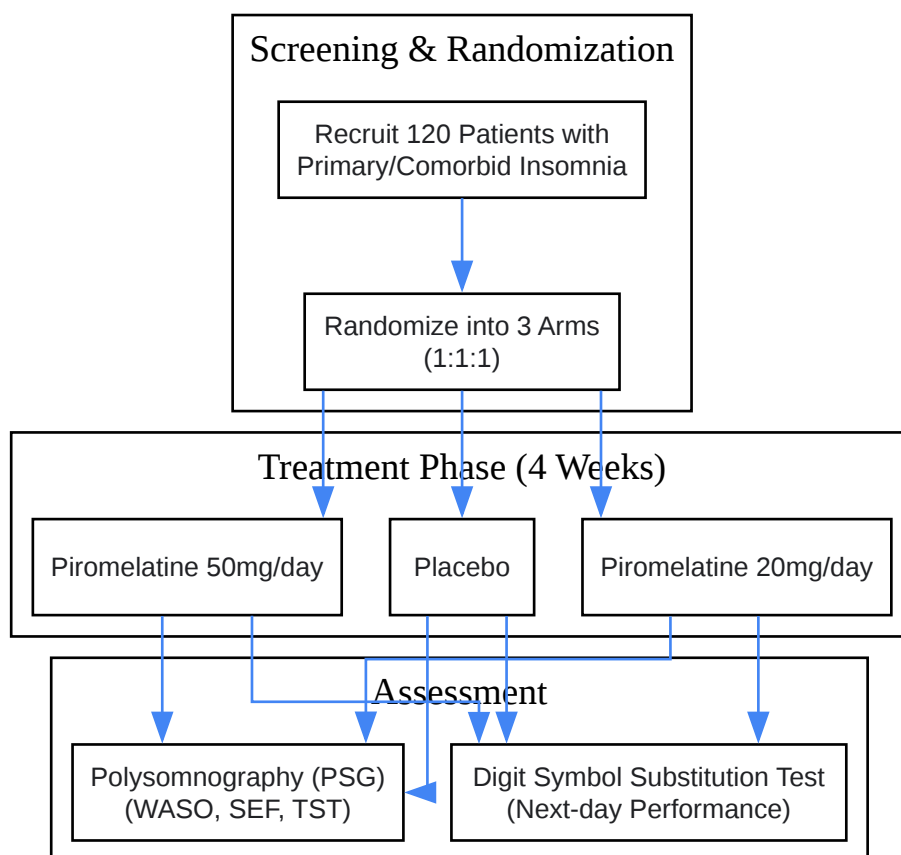 Screening & Randomization
Recruit 120 Patients with
Primary/Comorbid Insomnia
Randomize into 3 Arms
(1:1:1)
Treatment Phase (4 Weeks)
Piromelatine 50mg/day
Placebo
Piromelatine 20mg/day
Assessment
Polysomnography (PSG)
(WASO, SEF, TST)
Digit Symbol Substitution Test
(Next-day Performance)